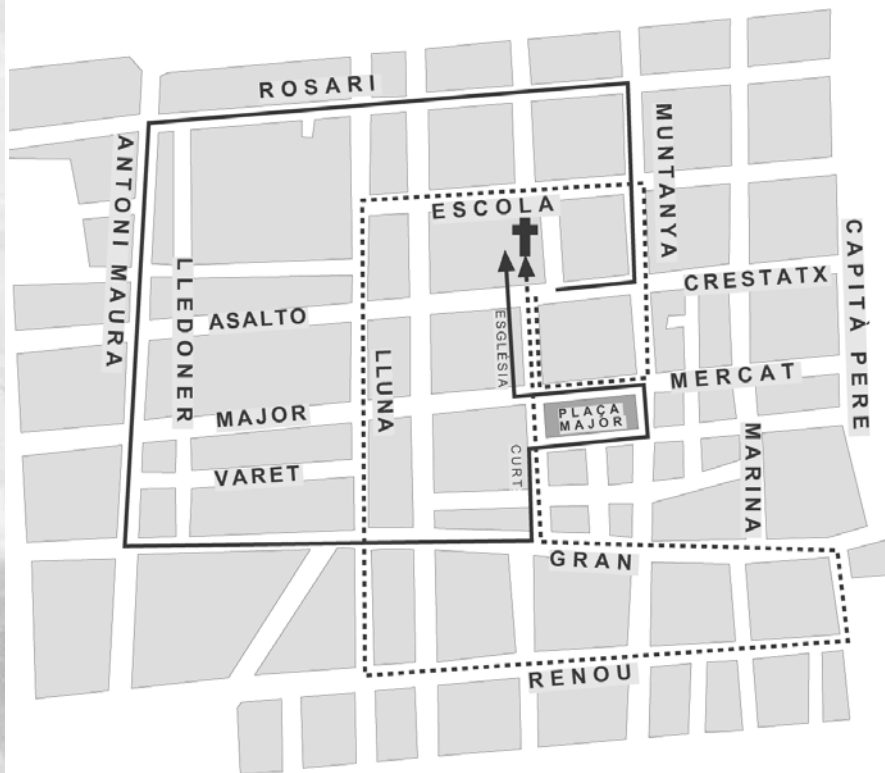 ROSARI
ANTONI MAURA
MUNTANYA
ESCOLA
CAPITÀ PERE
LLEDONER
CRESTATX
ASALTO
ESGLÉSIA
LLUNA
MERCAT
MAJOR
PLAÇA
MAJOR
VARET
CURT
MARINA
GRAN
RENOU